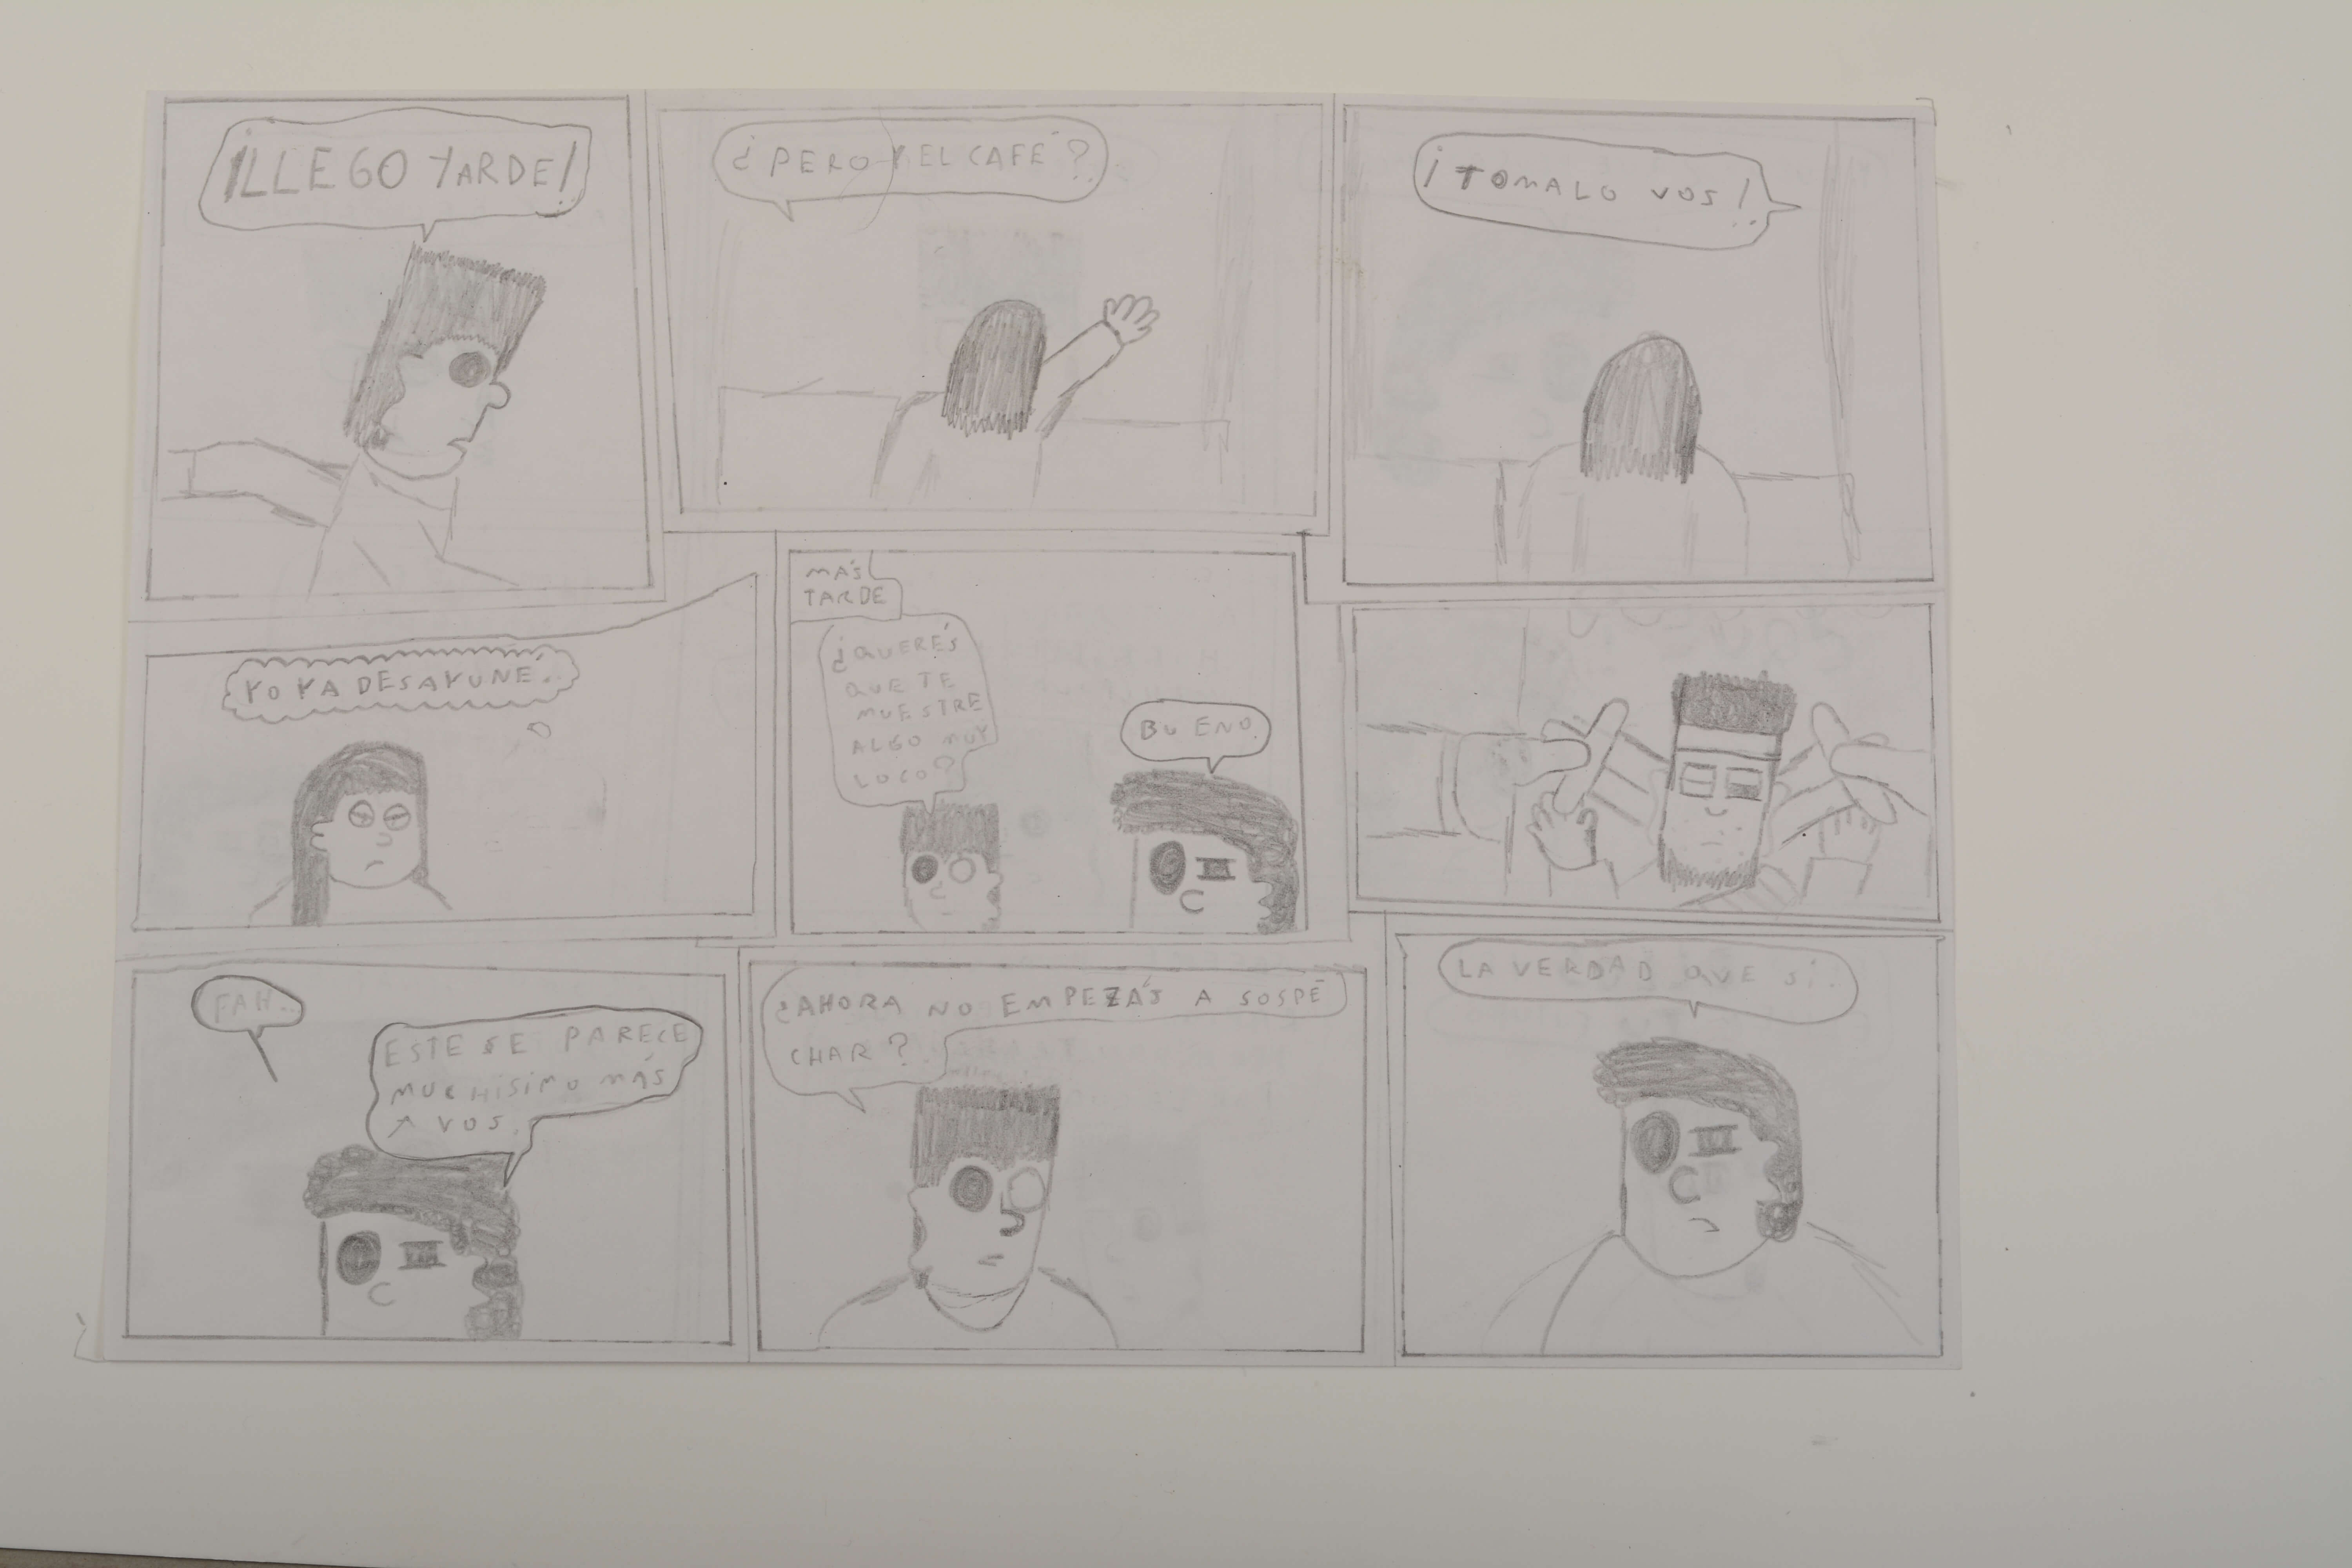 ¡LLEGO TARDE!
¿PERO Y EL CAFÉ?
¡TOMALO VOS!
YO YA DESAYUNÉ..
MÁS
TARDE
¿QUERÉS
QUE TE
MUESTRE
ALGO MUY
LOCO?
BUENO.
FAH..
ESTE SE PARECE
MUCHÍSIMO MÁS
A VOS.
¿AHORA NO EMPEZÁS A SOSPE
CHAR?
LA VERDAD QUE SÍ..